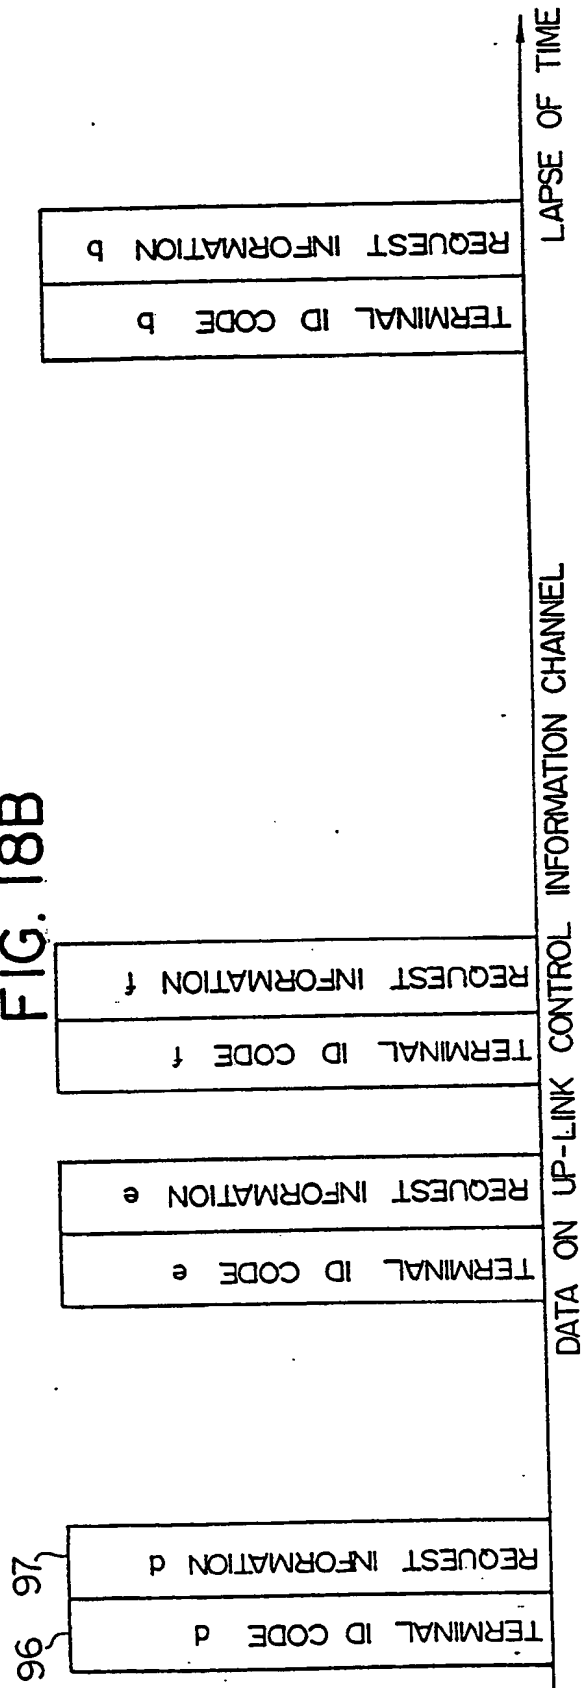 FIG. 18B
96
97
TERMINAL ID CODE d
REQUEST INFORMATION d
TERMINAL ID CODE e
REQUEST INFORMATION e
TERMINAL ID CODE f
REQUEST INFORMATION f
TERMINAL ID CODE b
REQUEST INFORMATION b
LAPSE OF TIME
DATA ON UP-LINK CONTROL INFORMATION CHANNEL